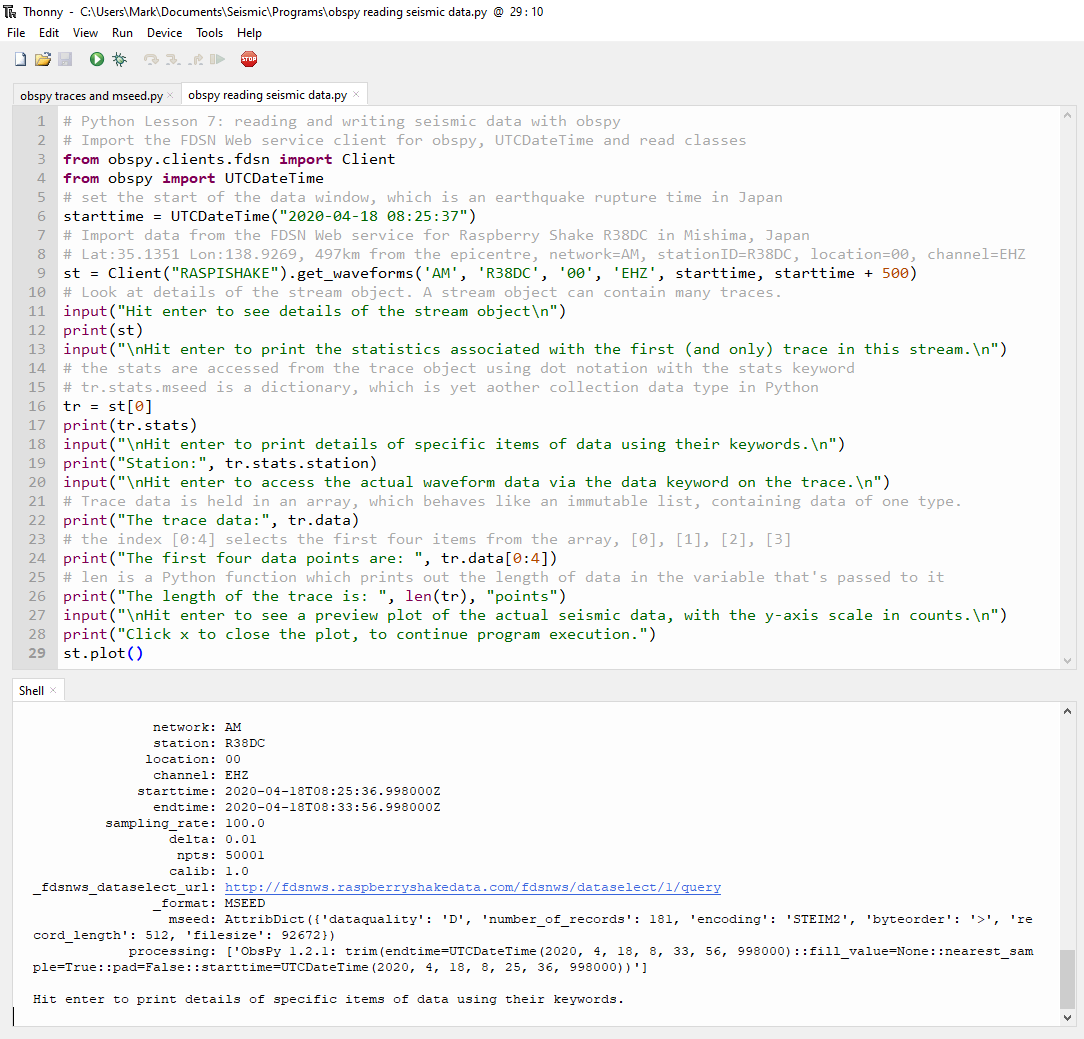 Thonny - C:\Users\Mark\Documents\Seismic\Programs\obspy reading seismic data.py @ 29 : 10
File Edit View Run Device Tools Help
STOP
obspy traces and mseed.py × obspy reading seismic data.py ×
1 # Python Lesson 7: reading and writing seismic data with obspy
2 # Import the FDSN Web service client for obspy, UTCDateTime and read classes
3 from obspy.clients.fdsn import Client
4 from obspy import UTCDateTime
5 # set the start of the data window, which is an earthquake rupture time in Japan
6 starttime = UTCDateTime("2020-04-18 08:25:37")
7 # Import data from the FDSN Web service for Raspberry Shake R38DC in Mishima, Japan
8 # Lat:35.1351 Lon:138.9269, 497km from the epicentre, network=AM, stationID=R38DC, location=00, channel=EHZ
9 st = Client("RASPISHAKE").get_waveforms('AM', 'R38DC', '00', 'EHZ', starttime, starttime + 500)
10 # Look at details of the stream object. A stream object can contain many traces.
11 input("Hit enter to see details of the stream object\n")
12 print(st)
13 input("\nHit enter to print the statistics associated with the first (and only) trace in this stream.\n")
14 # the stats are accessed from the trace object using dot notation with the stats keyword
15 # tr.stats.mseed is a dictionary, which is yet aother collection data type in Python
16 tr = st[0]
17 print(tr.stats)
18 input("\nHit enter to print details of specific items of data using their keywords.\n")
19 print("Station:", tr.stats.station)
20 input("\nHit enter to access the actual waveform data via the data keyword on the trace.\n")
21 # Trace data is held in an array, which behaves like an immutable list, containing data of one type.
22 print("The trace data:", tr.data)
23 # the index [0:4] selects the first four items from the array, [0], [1], [2], [3]
24 print("The first four data points are: ", tr.data[0:4])
25 # len is a Python function which prints out the length of data in the variable that's passed to it
26 print("The length of the trace is: ", len(tr), "points")
27 input("\nHit enter to see a preview plot of the actual seismic data, with the y-axis scale in counts.\n")
28 print("Click x to close the plot, to continue program execution.")
29 st.plot()
Shell ×
network: AM
station: R38DC
location: 00
channel: EHZ
starttime: 2020-04-18T08:25:36.998000Z
endtime: 2020-04-18T08:33:56.998000Z
sampling_rate: 100.0
delta: 0.01
npts: 50001
calib: 1.0
_fdsnws_dataselect_url: http://fdsnws.raspberryshakedata.com/fdsnws/dataselect/1/query
_format: MSEED
mseed: AttribDict({'dataquality': 'D', 'number_of_records': 181, 'encoding': 'STEIM2', 'byteorder': '>', 're
cord_length': 512, 'filesize': 92672})
processing: ['ObsPy 1.2.1: trim(endtime=UTCDateTime(2020, 4, 18, 8, 33, 56, 998000)::fill_value=None::nearest_sam
ple=True::pad=False::starttime=UTCDateTime(2020, 4, 18, 8, 25, 36, 998000))']
Hit enter to print details of specific items of data using their keywords.